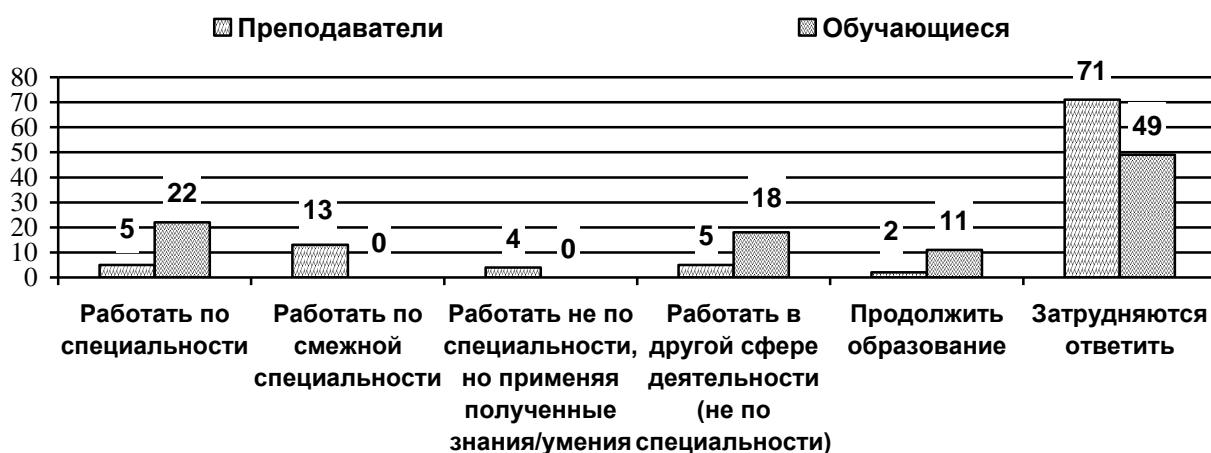 Преподаватели Обучающиеся
80
70
60
50
40
30
20
10
0
5
22
13
0
4
0
5
18
2
11
71
49
Работать по
специальности
Работать по
смежной
специальности
Работать не по
специальности,
но применяя
полученные
знания/умения
Работать в
другой сфере
деятельности
(не по
специальности)
Продолжить
образование
Затрудняются
ответить